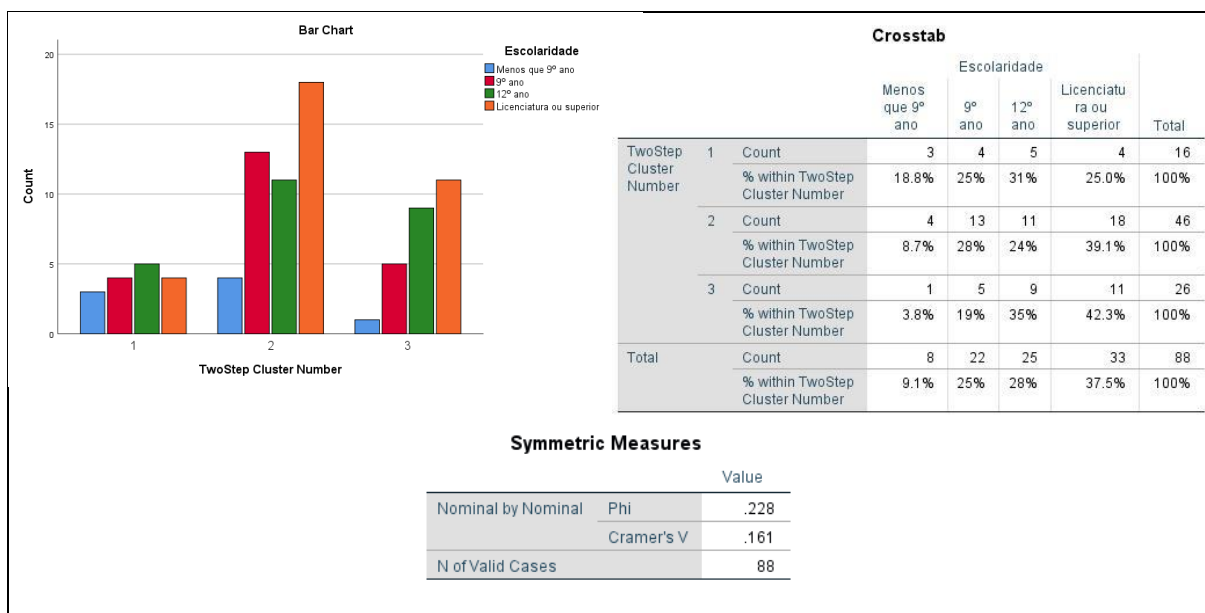 Bar Chart
Escolaridade
Menos que 9º ano
9º ano
12º ano
Licenciatura ou superior
20
15
10
5
0
Count
1 2 3
TwoStep Cluster Number
Crosstab
Escolaridade
Menos que 9º ano
9º ano
12º ano
Licenciatu
ra ou superior
Total
TwoStep Cluster Number
1 Count 3 4 5 4 16
% within TwoStep Cluster Number 18.8% 25% 31% 25.0% 100%
2 Count 4 13 11 18 46
% within TwoStep Cluster Number 8.7% 28% 24% 39.1% 100%
3 Count 1 5 9 11 26
% within TwoStep Cluster Number 3.8% 19% 35% 42.3% 100%
Total Count 8 22 25 33 88
% within TwoStep Cluster Number 9.1% 25% 28% 37.5% 100%
Symmetric Measures
Value
Nominal by Nominal Phi .228
Cramer's V .161
N of Valid Cases 88